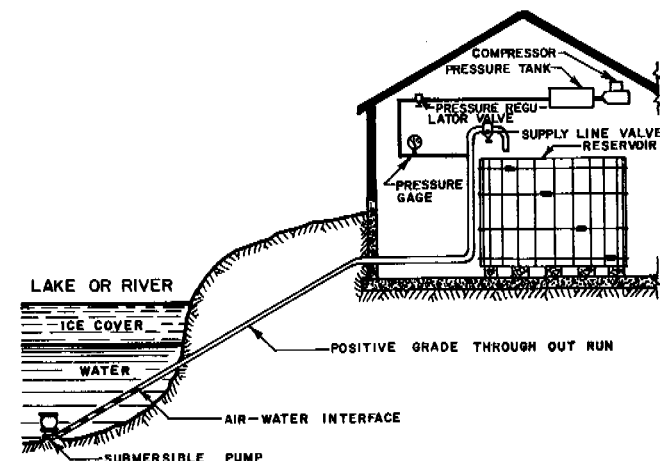 COMPRESSOR
PRESSURE TANK
PRESSURE REGU
LATOR VALVE
SUPPLY LINE VALVE
RESERVOIR
PRESSURE
GAGE
LAKE OR RIVER
ICE COVER
WATER
POSITIVE GRADE THROUGH OUT RUN
AIR-WATER INTERFACE
SUBMERSIBLE PUMP